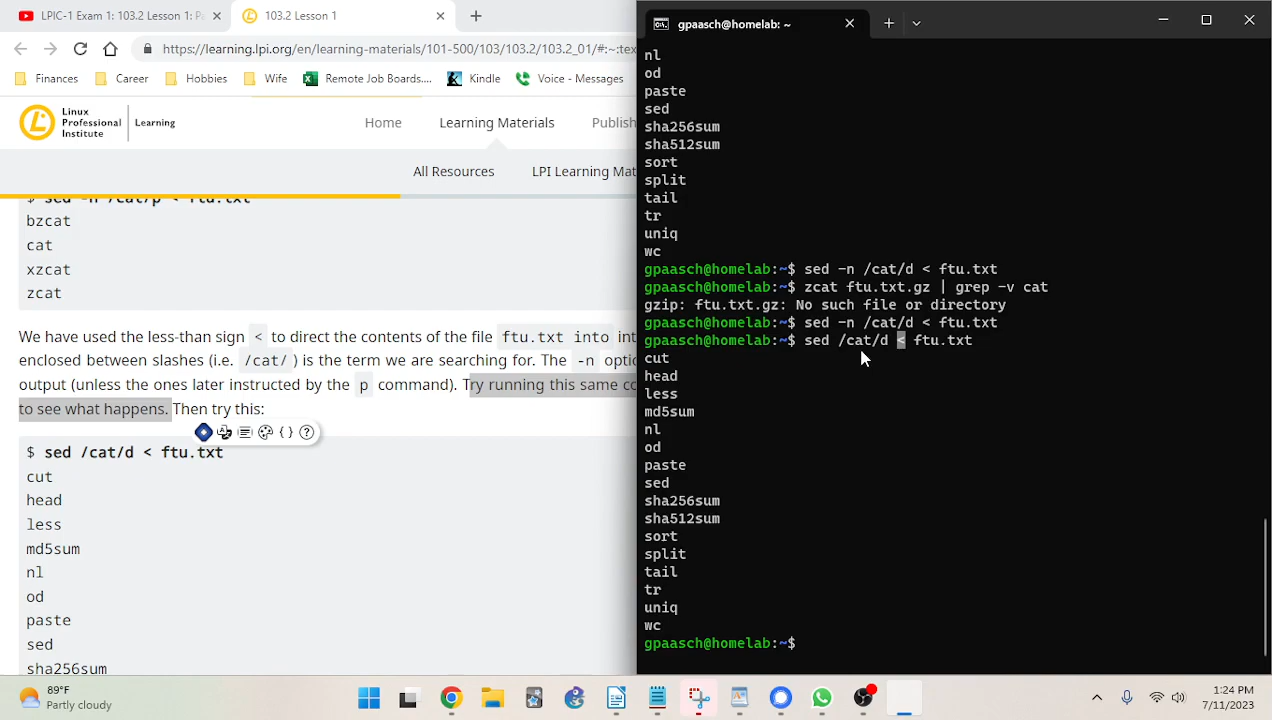 LPIC-1 Exam 103.2 Lesson 1: Pa
103.2 Lesson 1
https://learning.lpi.org/en/learning-materials/101-500/103/103.2/103.2_01/#:~:tex
Finances
Career
Hobbies
Wife
Remote Job Boards....
Kindle
Voice - Messages
Linux
Professional
Institute
Learning
Home
Learning Materials
Publish
All Resources
LPI Learning Mat
$ sed -n /cat/p < ftu.txt
bzcat
cat
xzcat
zcat
We have used the less-than sign < to direct the contents of the file ftu.txt into int
enclosed between slashes (i.e. /cat/ ) is the term we are searching for. The -n optio
output (unless the ones later instructed by the p command). Try running this same co
to see what happens. Then try this:
$ sed /cat/d < ftu.txt
cut
head
less
md5sum
nl
od
paste
sed
sha256sum
gpaasch@homelab: ~
nl
od
paste
sed
sha256sum
sha512sum
sort
split
tail
tr
uniq
wc
gpaasch@homelab:~$ sed -n /cat/d < ftu.txt
gpaasch@homelab:~$ zcat ftu.txt.gz | grep -v cat
gzip: ftu.txt.gz: No such file or directory
gpaasch@homelab:~$ sed -n /cat/d < ftu.txt
gpaasch@homelab:~$ sed /cat/d < ftu.txt
cut
head
less
md5sum
nl
od
paste
sed
sha256sum
sha512sum
sort
split
tail
tr
uniq
wc
gpaasch@homelab:~$
89°F
Partly cloudy
1:24 PM
7/11/2023